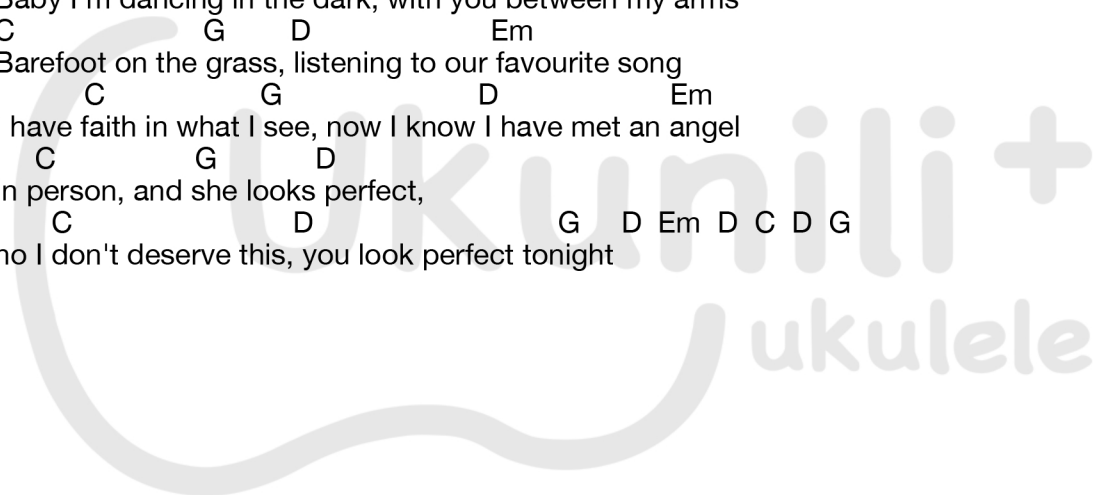 Baby I'm dancing in the dark, with you between my arms
C G D Em
Barefoot on the grass, listening to our favourite song
C G D Em
have faith in what I see, now I know I have met an angel
C G D
n person, and she looks perfect,
C D G D Em D C D G
no I don't deserve this, you look perfect tonight
Ukunili+
ukulele